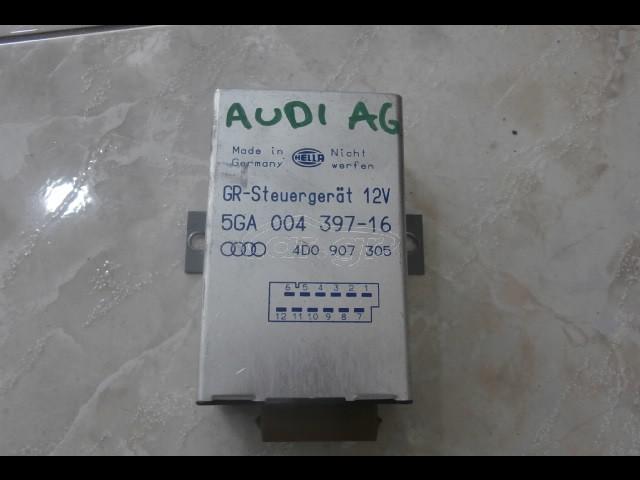 AUDI AG
Made in Germany HELLA Nicht werfen
GR-Steuergerät 12V
5GA 004 397-16
4D0 907 305
6 5 4 3 2 1
12 11 10 9 8 7